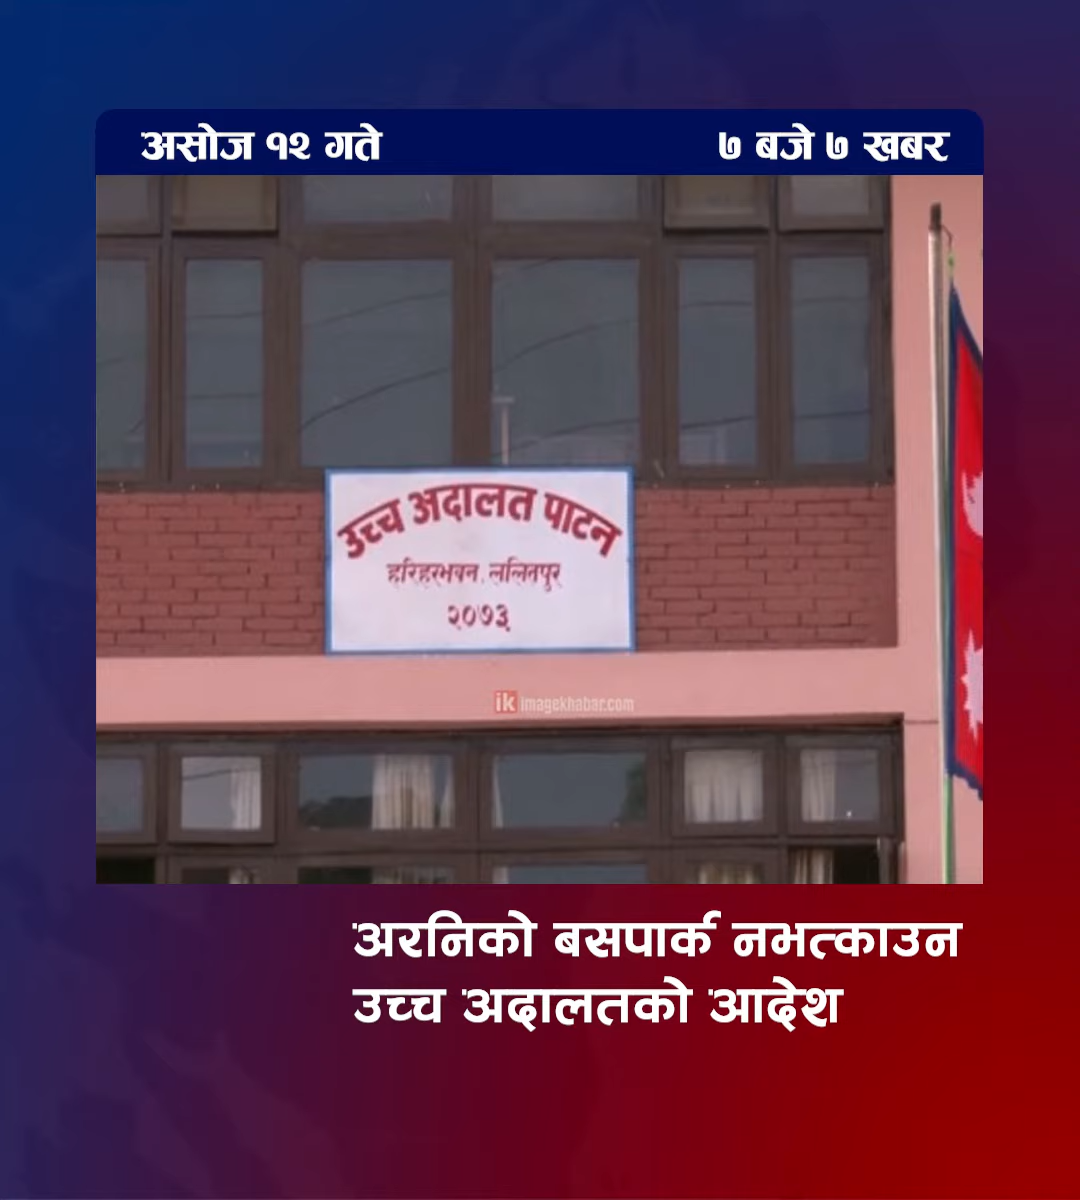 असोज १२ गते
७ बजे ७ खबर
उच्च अदालत पाटन
हरिहरभवन, ललितपुर
२०७३
ik imagekhabar.com
अरनिको बसपार्क नभत्काउन
उच्च अदालतको आदेश